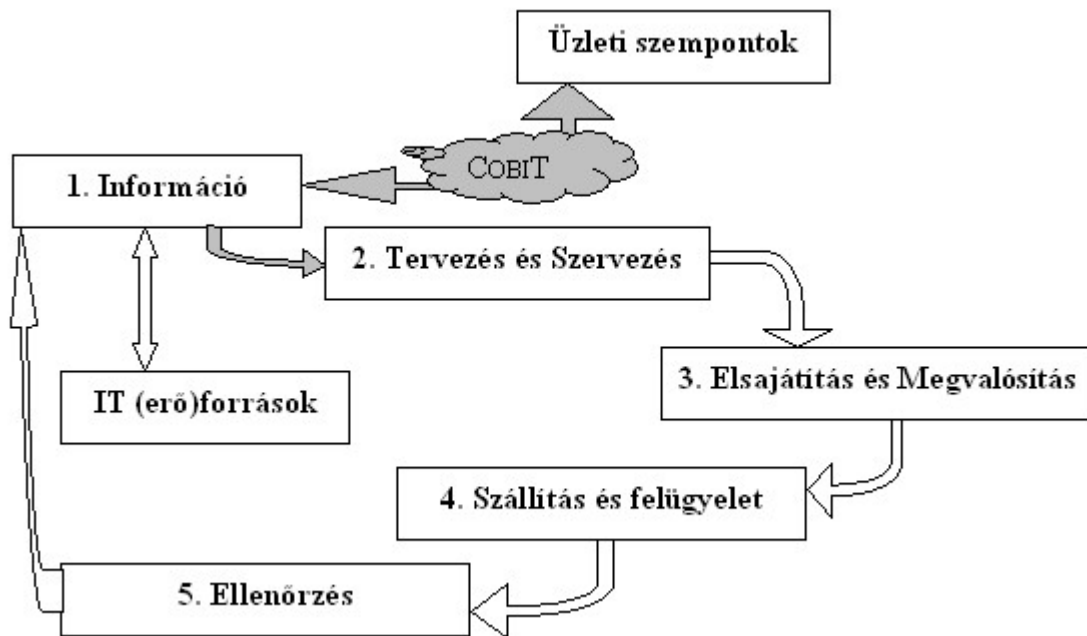 Üzleti szempontok
COBIT
1. Információ
2. Tervezés és Szervezés
3. Elsajátítás és Megvalósítás
IT (erő)források
4. Szállítás és felügyelet
5. Ellenőrzés